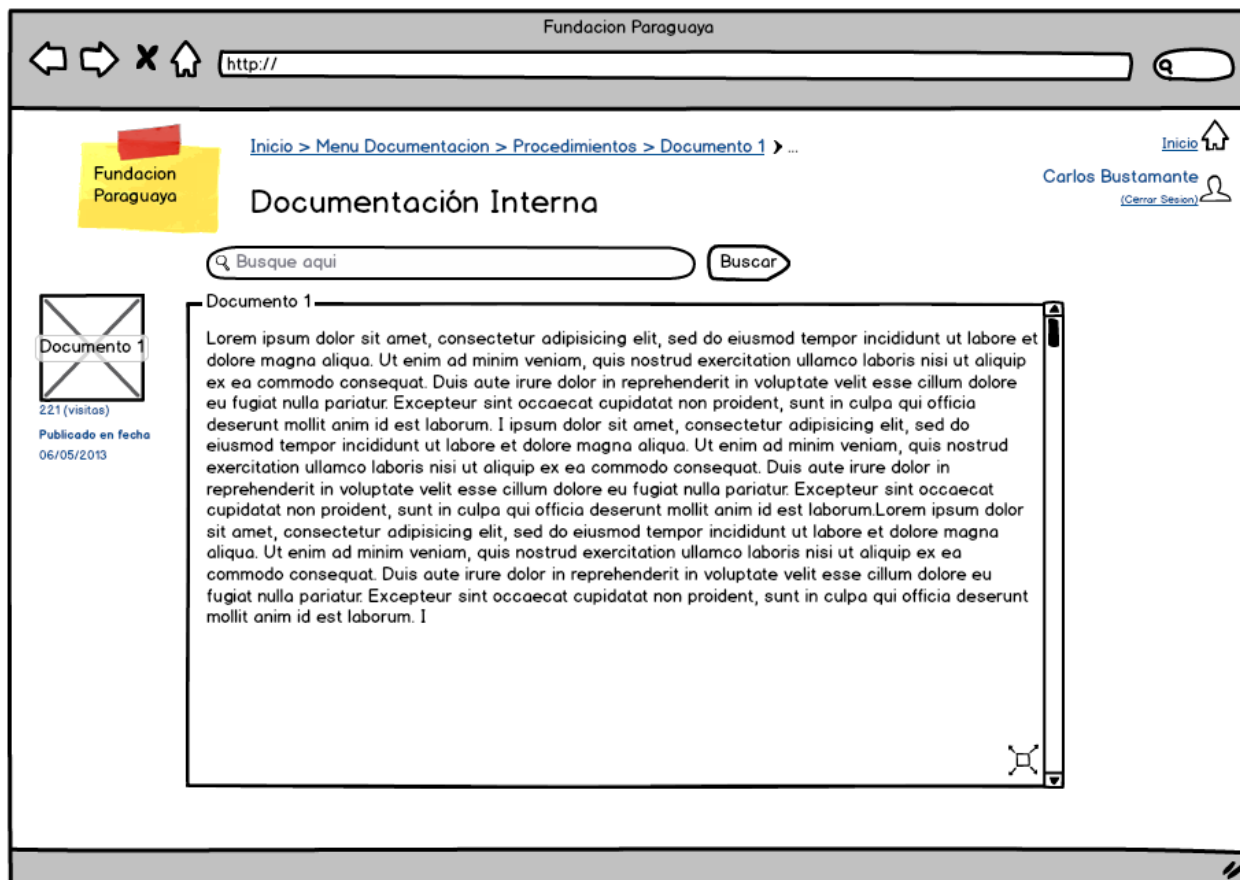 Fundacion Paraguaya
http://
Inicio > Menu Documentacion > Procedimientos > Documento 1 ...
Inicio
Fundacion
Paraguaya
Carlos Bustamante
(Cerrar Sesion)
Documentación Interna
Busque aqui
Buscar
Documento 1
Documento 1
221 (visitas)
Publicado en fecha
06/05/2013
Lorem ipsum dolor sit amet, consectetur adipisicing elit, sed do eiusmod tempor incididunt ut labore et
dolore magna aliqua. Ut enim ad minim veniam, quis nostrud exercitation ullamco laboris nisi ut aliquip
ex ea commodo consequat. Duis aute irure dolor in reprehenderit in voluptate velit esse cillum dolore
eu fugiat nulla pariatur. Excepteur sint occaecat cupidatat non proident, sunt in culpa qui officia
deserunt mollit anim id est laborum. I ipsum dolor sit amet, consectetur adipisicing elit, sed do
eiusmod tempor incididunt ut labore et dolore magna aliqua. Ut enim ad minim veniam, quis nostrud
exercitation ullamco laboris nisi ut aliquip ex ea commodo consequat. Duis aute irure dolor in
reprehenderit in voluptate velit esse cillum dolore eu fugiat nulla pariatur. Excepteur sint occaecat
cupidatat non proident, sunt in culpa qui officia deserunt mollit anim id est laborum.Lorem ipsum dolor
sit amet, consectetur adipisicing elit, sed do eiusmod tempor incididunt ut labore et dolore magna
aliqua. Ut enim ad minim veniam, quis nostrud exercitation ullamco laboris nisi ut aliquip ex ea
commodo consequat. Duis aute irure dolor in reprehenderit in voluptate velit esse cillum dolore eu
fugiat nulla pariatur. Excepteur sint occaecat cupidatat non proident, sunt in culpa qui officia deserunt
mollit anim id est laborum. I